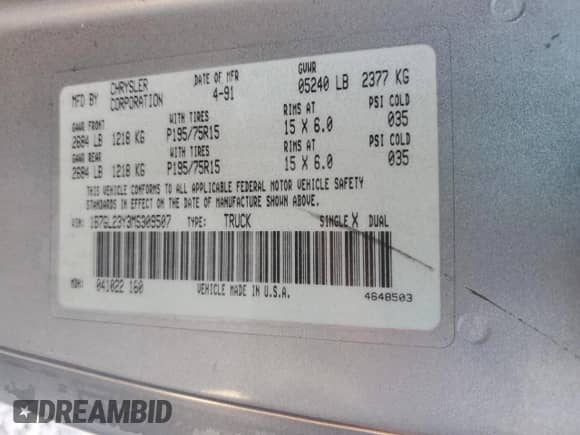 MFD BY CHRYSLER CORPORATION DATE OF MFR 4-91 GVWR 05240 LB 2377 KG
GAWR FRONT WITH TIRES RIMS AT PSI COLD
2684 LB 1218 KG P195/75R15 15 X 6.0 035
GAWR REAR WITH TIRES RIMS AT PSI COLD
2684 LB 1218 KG P195/75R15 15 X 6.0 035
THIS VEHICLE CONFORMS TO ALL APPLICABLE FEDERAL MOTOR VEHICLE SAFETY
STANDARDS IN EFFECT ON THE DATE OF MANUFACTURE SHOWN ABOVE.
VIN: 1B7GL23Y3MS309507 TYPE: TRUCK SINGLE X DUAL
MDH: 041022 160 VEHICLE MADE IN U.S.A. 4648503
DREAMBID